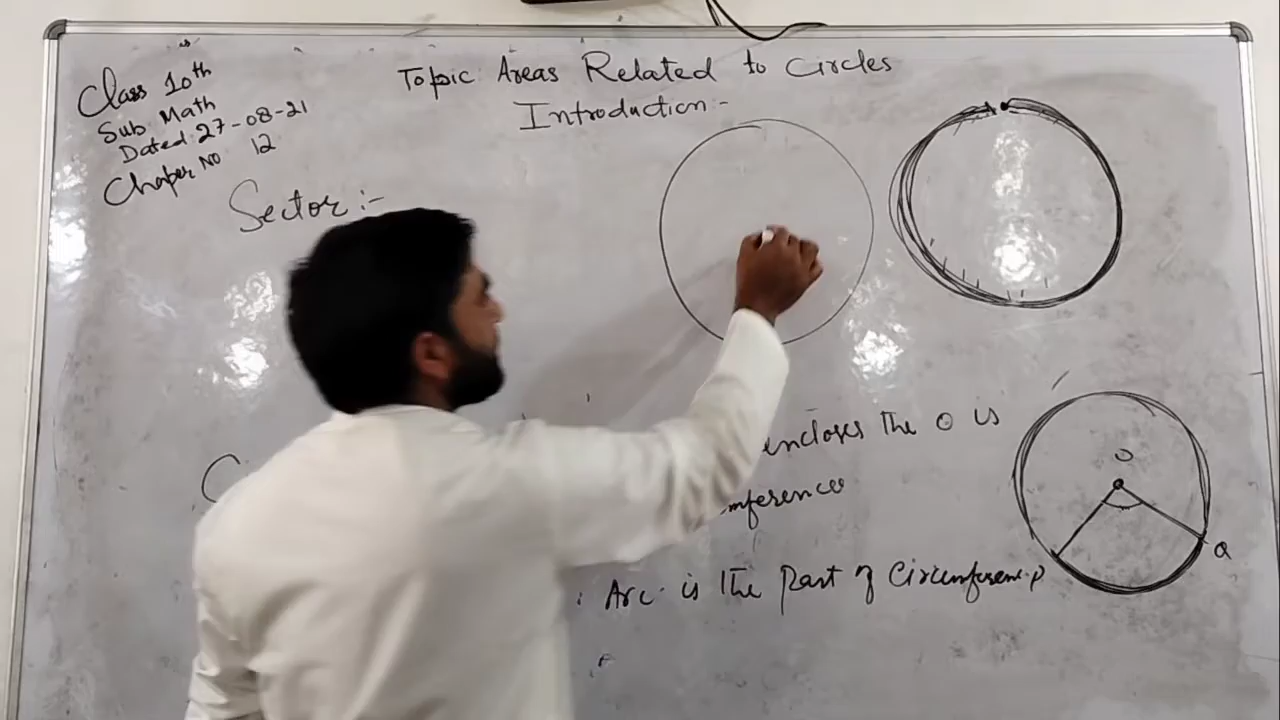 Class 10th
Sub Math
Dated 27-08-21
Chaper No 12
Topic Areas Related to Circles
Introduction:-
Sector:-
encloses the O is
mference
Arc is the part of Circumference
O
P
Q